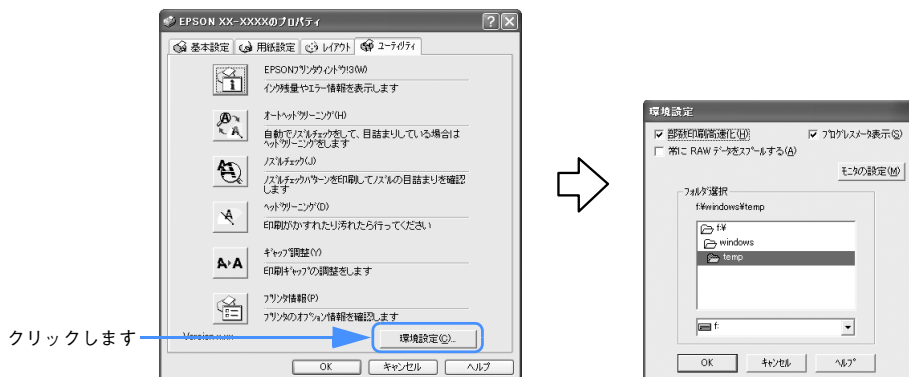 EPSON XX-XXXXのプロパティ
基本設定 用紙設定 レイアウト ユーティリティ
EPSONプリンタウィンドウ!3(W)
インク残量やエラー情報を表示します
オートヘッドクリーニング(H)
自動でノズルチェックをして、目詰まりしている場合は
ヘッドクリーニングをします
ノズルチェック(J)
ノズルチェックパターンを印刷してノズルの目詰まりを確認
します
ヘッドクリーニング(D)
印刷がかすれたり汚れたら行ってください
ギャップ調整(Y)
印刷ギャップの調整をします
プリンタ情報(P)
プリンタのオプション情報を確認します
クリックします
Version x.xx
環境設定(C)...
OK キャンセル ヘルプ
環境設定
部数印刷高速化(H) プログレスメータ表示(S)
常に RAW データをスプールする(A)
モニタの設定(M)
フォルダ選択
f:¥windows¥temp
f:¥
windows
temp
f:
OK キャンセル ヘルプ